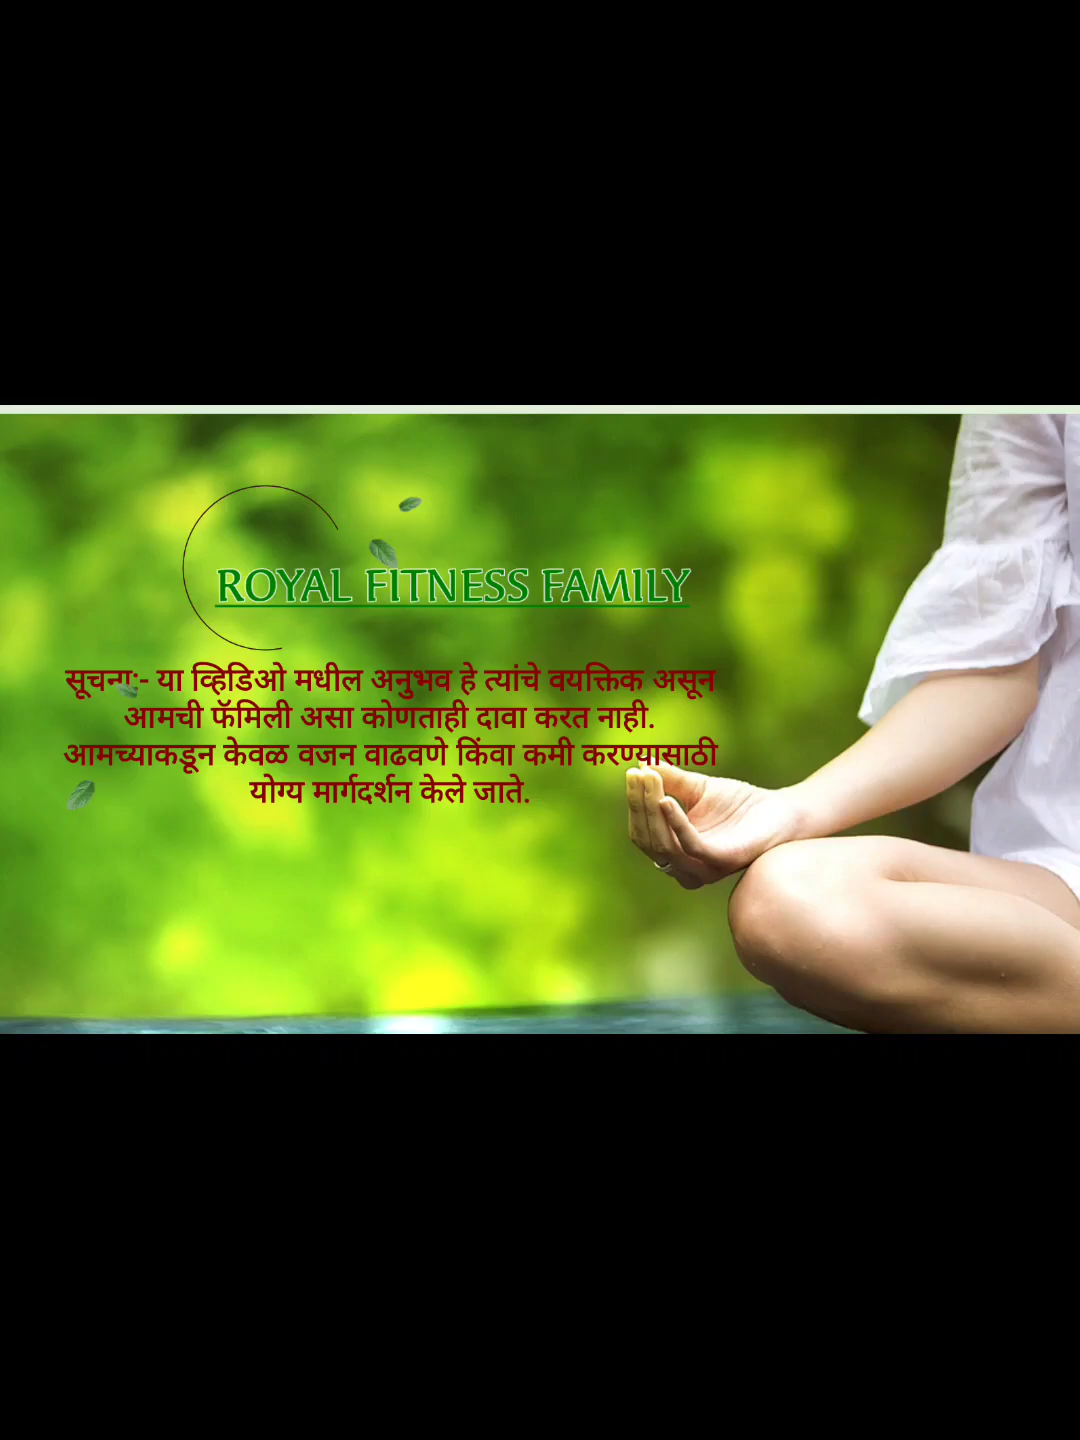 ROYAL FITNESS FAMILY
सूचना:- या व्हिडिओ मधील अनुभव हे त्यांचे वयक्तिक असून
आमची फॅमिली असा कोणताही दावा करत नाही.
आमच्याकडून केवळ वजन वाढवणे किंवा कमी करण्यासाठी
योग्य मार्गदर्शन केले जाते.